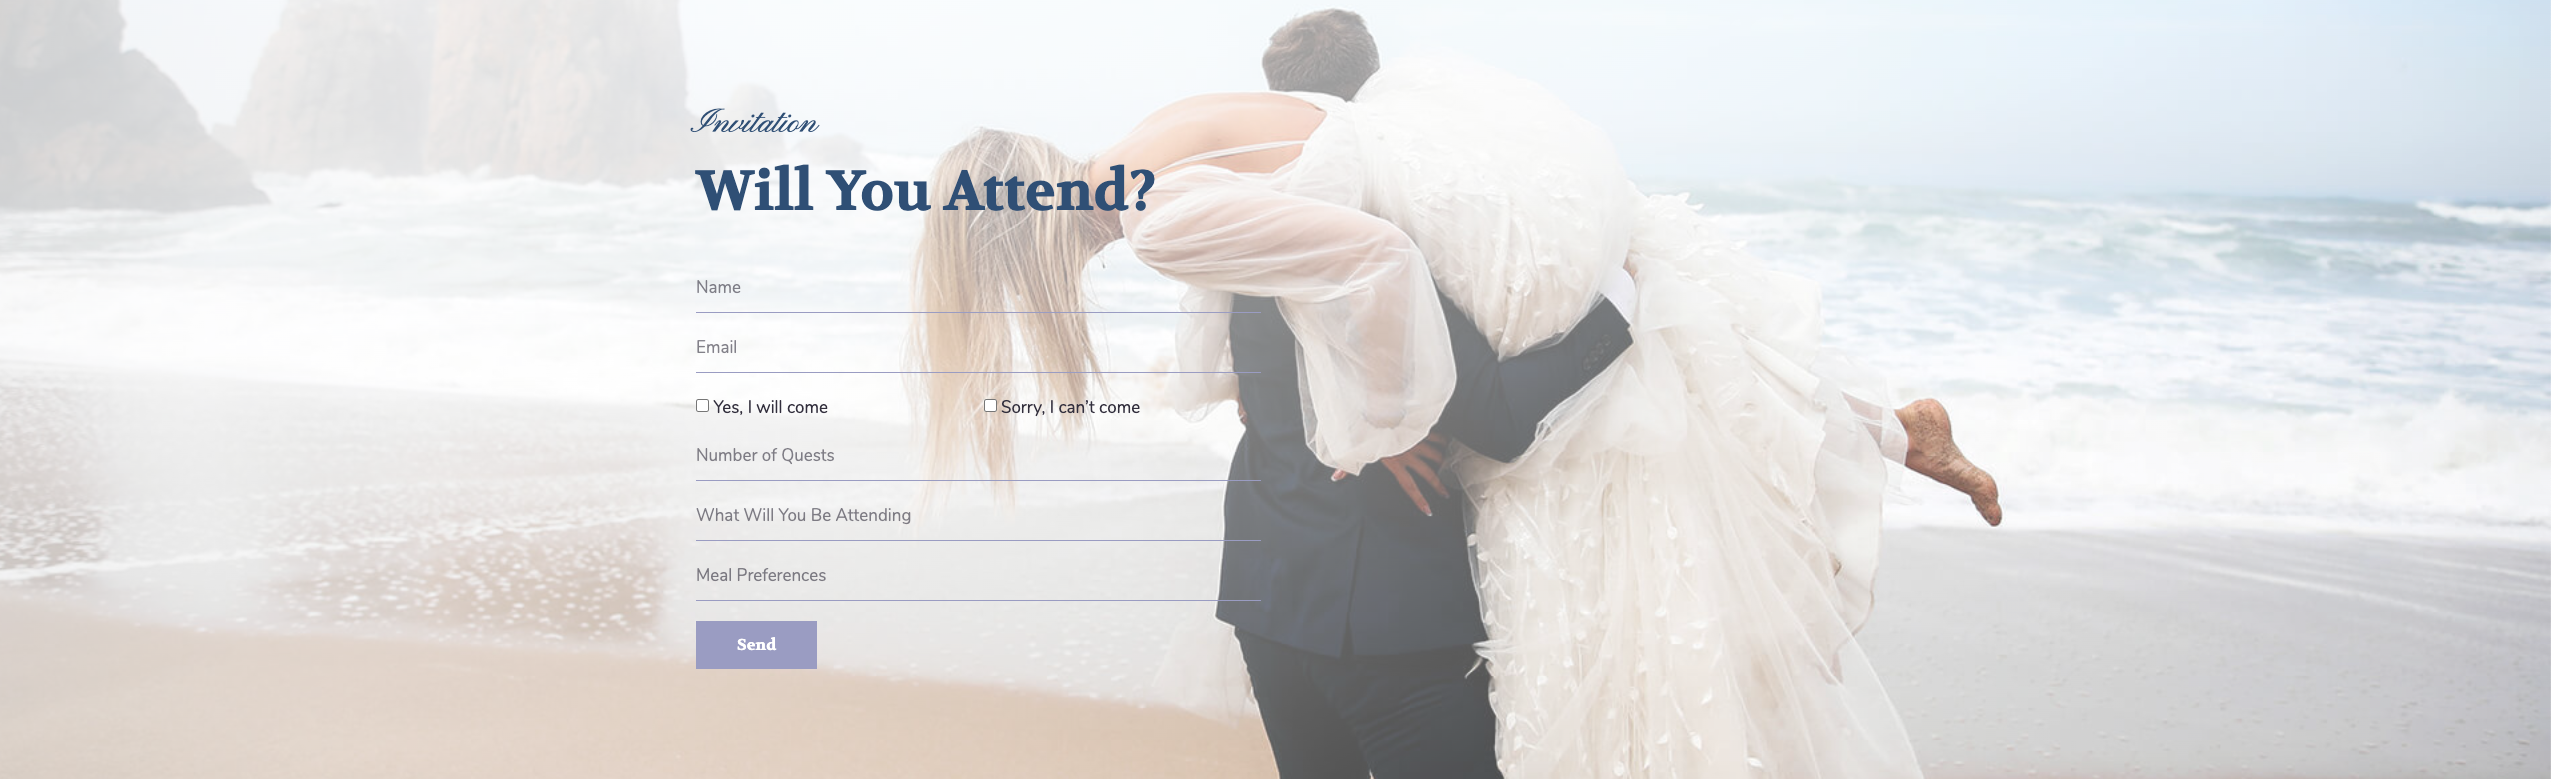 Invitation
Will You Attend?
Name
Email
Yes, I will come
Sorry, I can't come
Number of Quests
What Will You Be Attending
Meal Preferences
Send